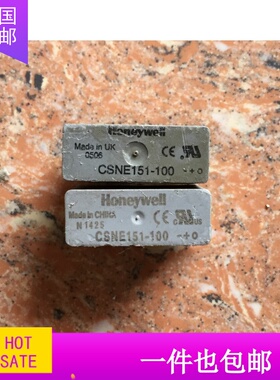 国
包邮
Honeywell
Made in UK
0506
CE
CSNE151-100 -+o
Honeywell
Made in CHINA
N1425
CE
CSNE151-100 -+o
HOT
SATE
一件也包邮